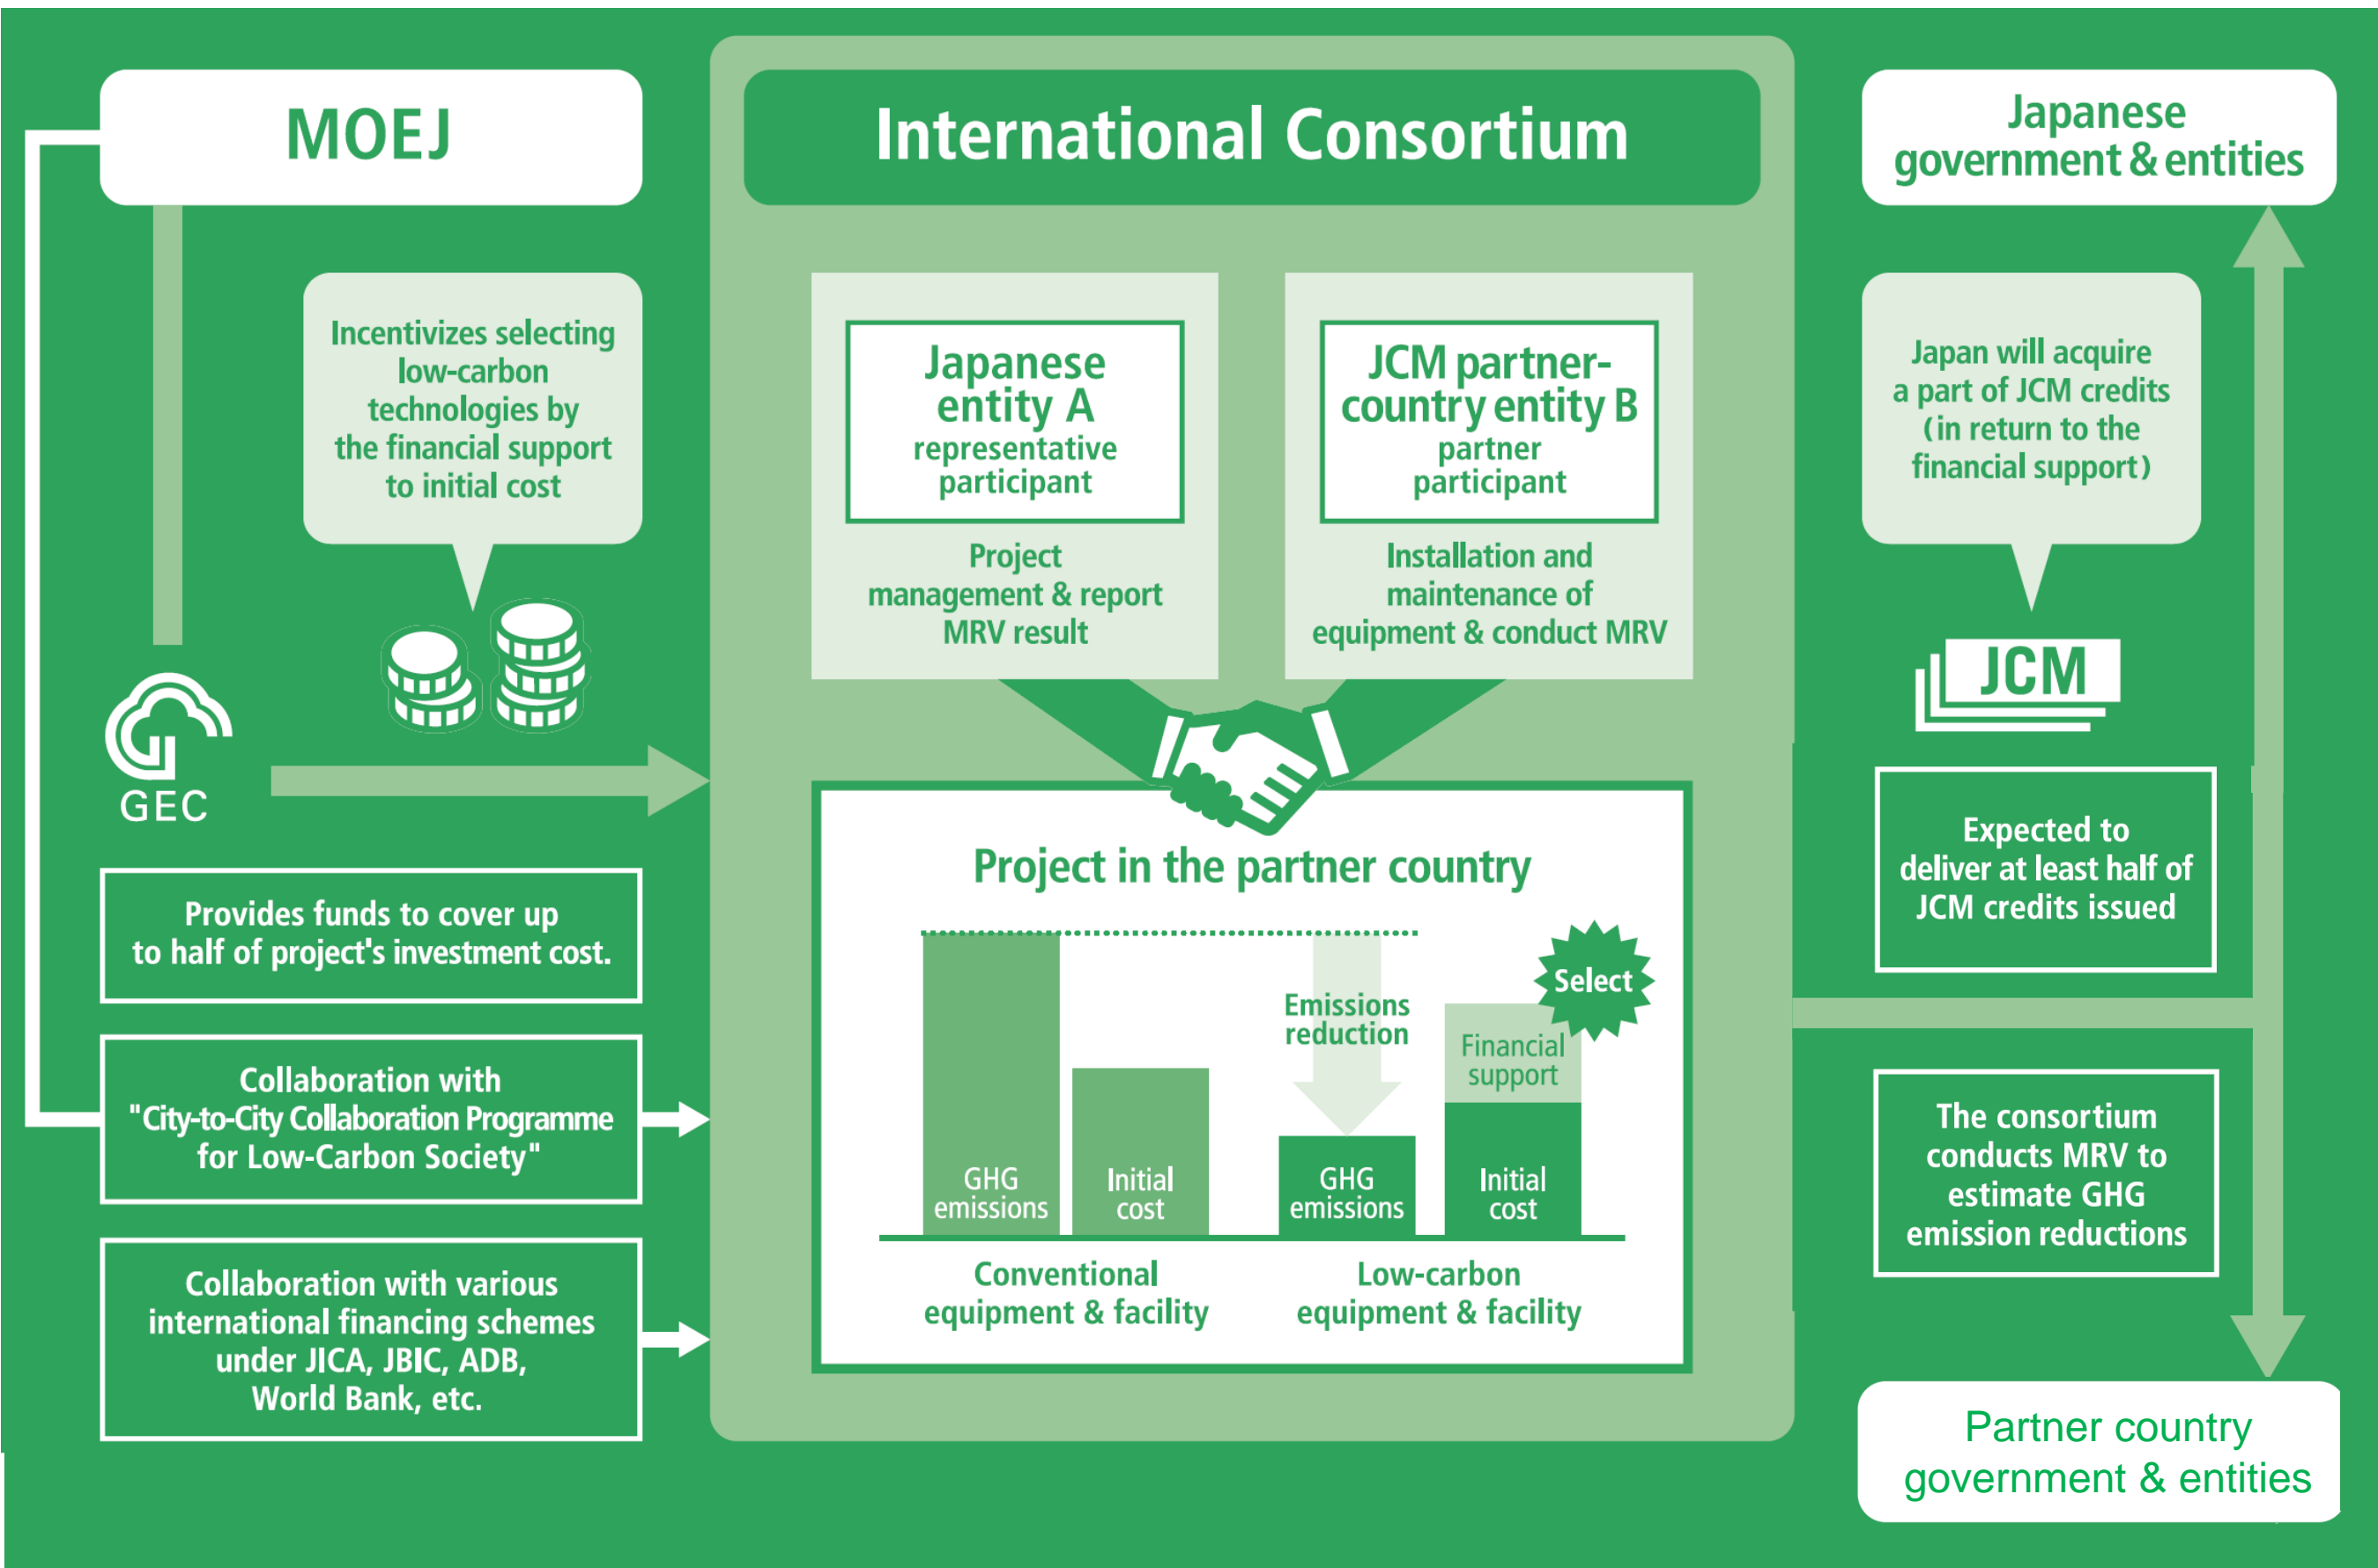 MOEJ
Incentivizes selecting
low-carbon
technologies by
the financial support
to initial cost
GEC
Provides funds to cover up
to half of project's investment cost.
Collaboration with
"City-to-City Collaboration Programme
for Low-Carbon Society"
Collaboration with various
international financing schemes
under JICA, JBIC, ADB,
World Bank, etc.
International Consortium
Japanese
entity A
representative
participant
Project
management & report
MRV result
JCM partner-
country entity B
partner
participant
Installation and
maintenance of
equipment & conduct MRV
Project in the partner country
GHG
emissions
Initial
cost
Conventional
equipment & facility
Emissions
reduction
GHG
emissions
Select
Financial
support
Initial
cost
Low-carbon
equipment & facility
Japanese
government & entities
Japan will acquire
a part of JCM credits
(in return to the
financial support)
JCM
Expected to
deliver at least half of
JCM credits issued
The consortium
conducts MRV to
estimate GHG
emission reductions
Partner country
government & entities